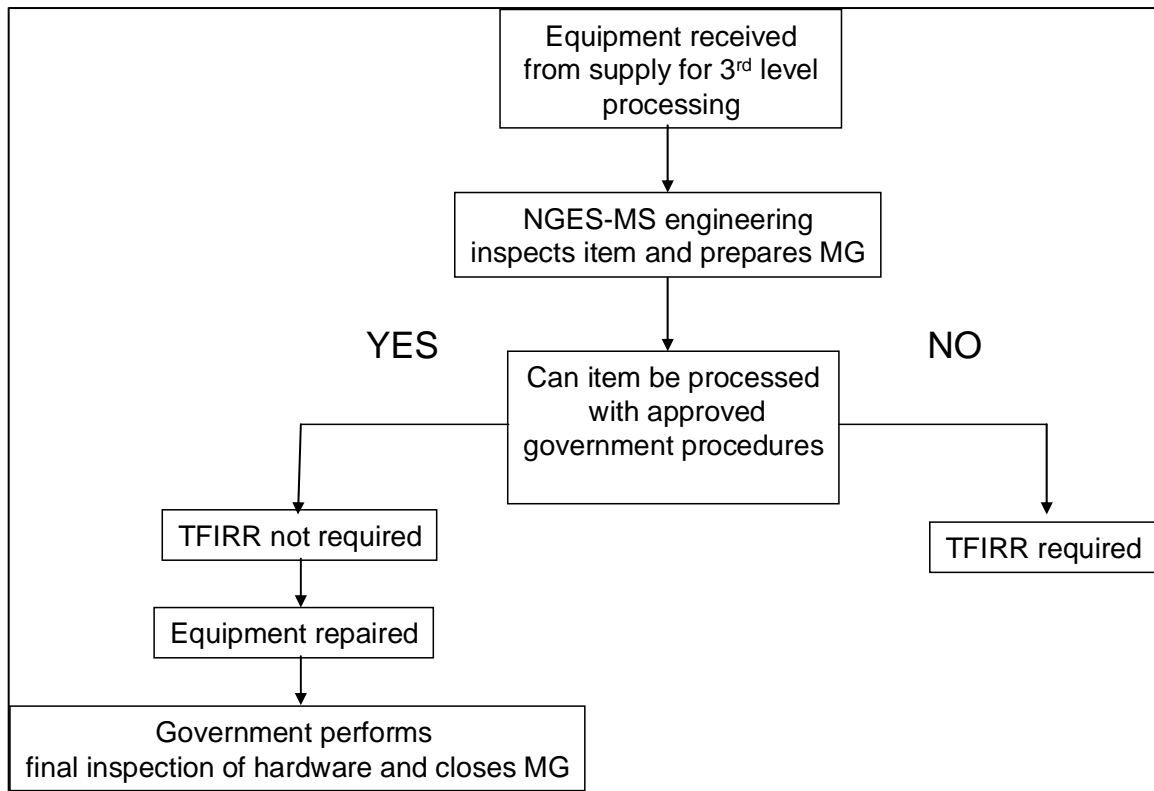 Equipment received
from supply for 3rd level
processing
NGES-MS engineering
inspects item and prepares MG
YES
NO
Can item be processed
with approved
government procedures
TFIRR not required
TFIRR required
Equipment repaired
Government performs
final inspection of hardware and closes MG